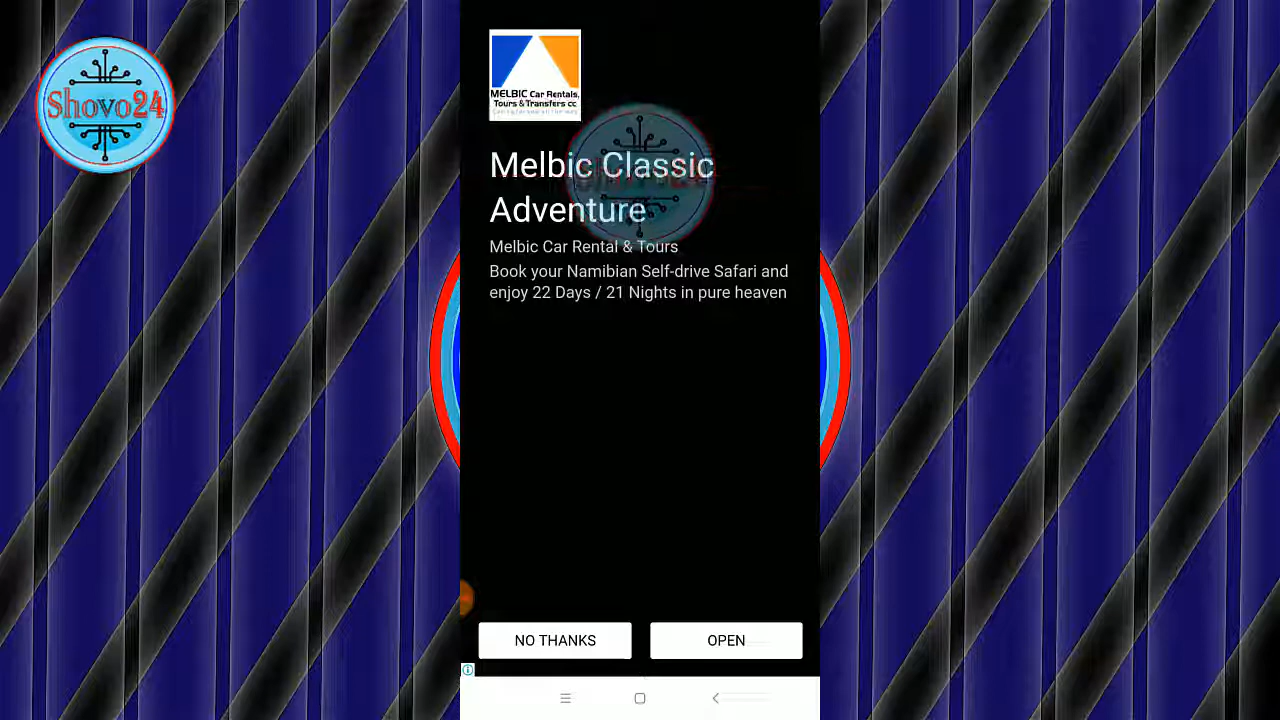 Shovo24
MELBIC Car Rentals,
Tours & Transfers cc
Melbic Classic
Adventure
Melbic Car Rental & Tours
Book your Namibian Self-drive Safari and
enjoy 22 Days / 21 Nights in pure heaven
NO THANKS
OPEN